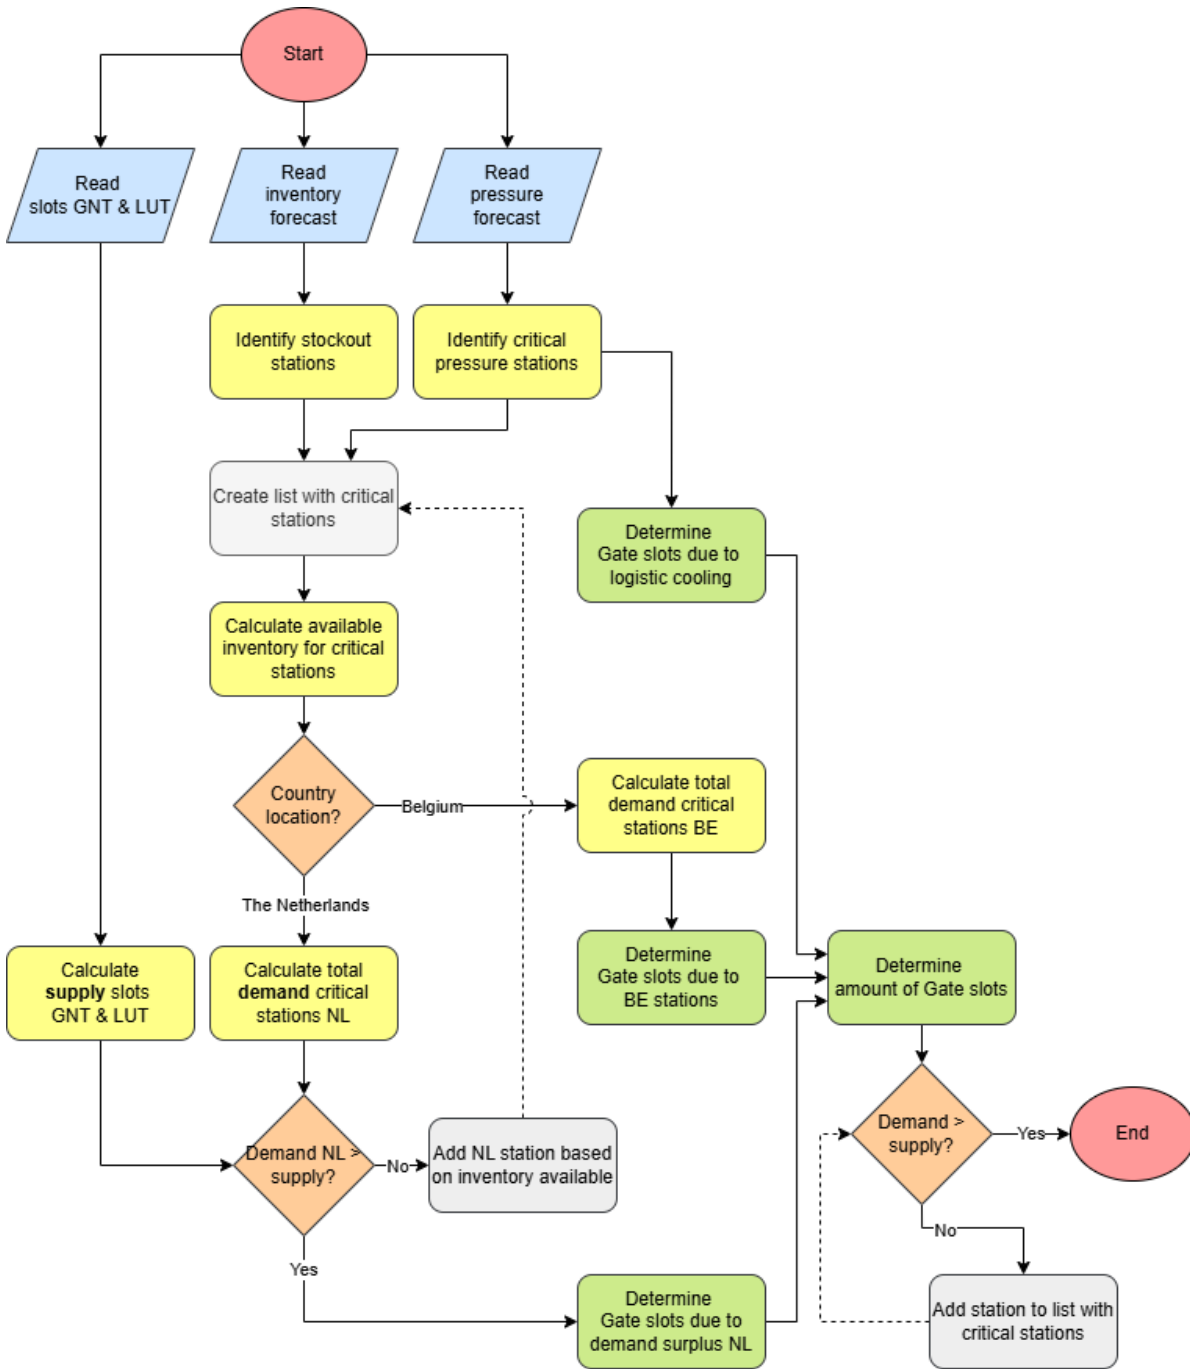 Start
Read
slots GNT & LUT
Read
inventory
forecast
Read
pressure
forecast
Identify stockout
stations
Identify critical
pressure stations
Create list with critical
stations
Determine
Gate slots due to
logistic cooling
Calculate available
inventory for critical
stations
Country
location?
Belgium
Calculate total
demand critical
stations BE
The Netherlands
Calculate
supply slots
GNT & LUT
Calculate total
demand critical
stations NL
Determine
Gate slots due to
BE stations
Determine
amount of Gate slots
Demand NL >
supply?
No
Add NL station based
on inventory available
Demand >
supply?
Yes
End
No
Yes
Determine
Gate slots due to
demand surplus NL
Add station to list with
critical stations